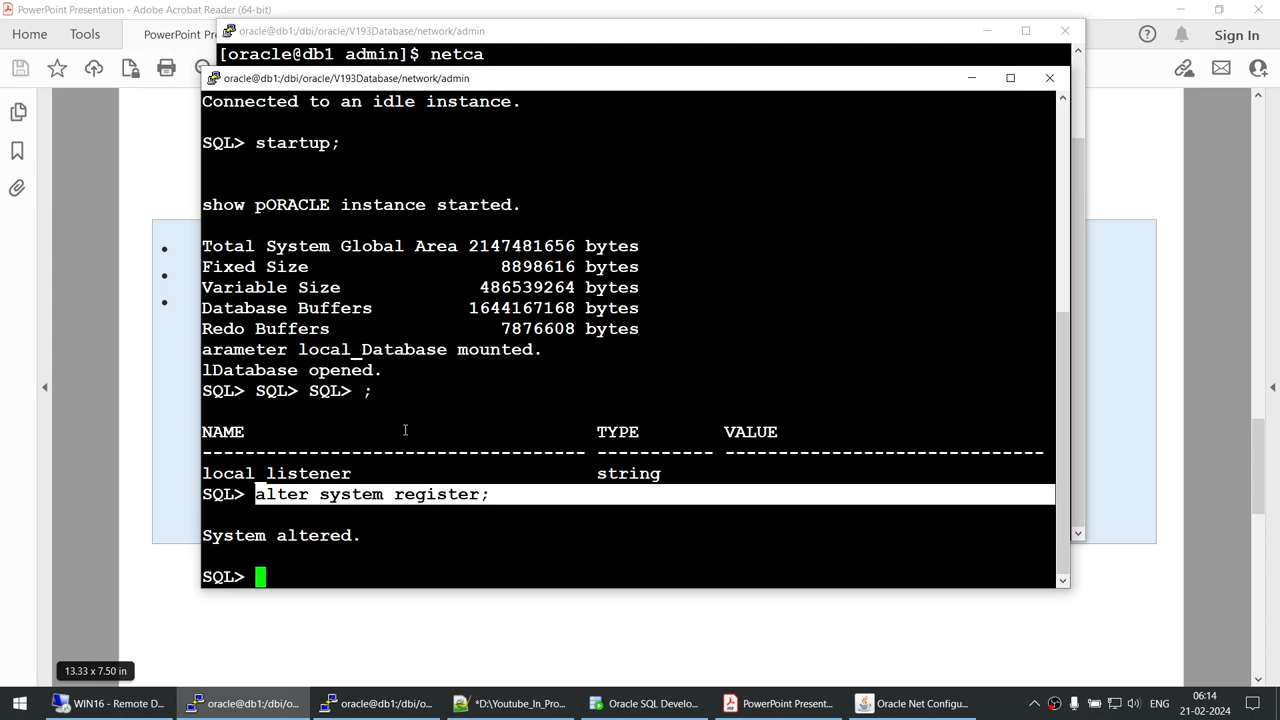 PowerPoint Presentation - Adobe Acrobat Reader (64-bit)
Home
Tools
PowerPoint P
Sign In
oracle@db1:/dbi/oracle/V193Database/network/admin
[oracle@db1 admin]$ netca
oracle@db1:/dbi/oracle/V193Database/network/admin
Connected to an idle instance.
SQL> startup;
show pORACLE instance started.
Total System Global Area 2147481656 bytes
Fixed Size 8898616 bytes
Variable Size 486539264 bytes
Database Buffers 1644167168 bytes
Redo Buffers 7876608 bytes
arameter local_Database mounted.
lDatabase opened.
SQL> SQL> SQL> ;
NAME TYPE VALUE
------------------------------------ ----------- ------------------------------
local_listener string
SQL> alter system register;
System altered.
SQL>
13.33 x 7.50 in
WIN16 - Remote D...
oracle@db1:/dbi/o...
oracle@db1:/dbi/o...
*D:\Youtube_In_Pro...
Oracle SQL Develo...
PowerPoint Present...
Oracle Net Configu...
ENG
06:14
21-02-2024